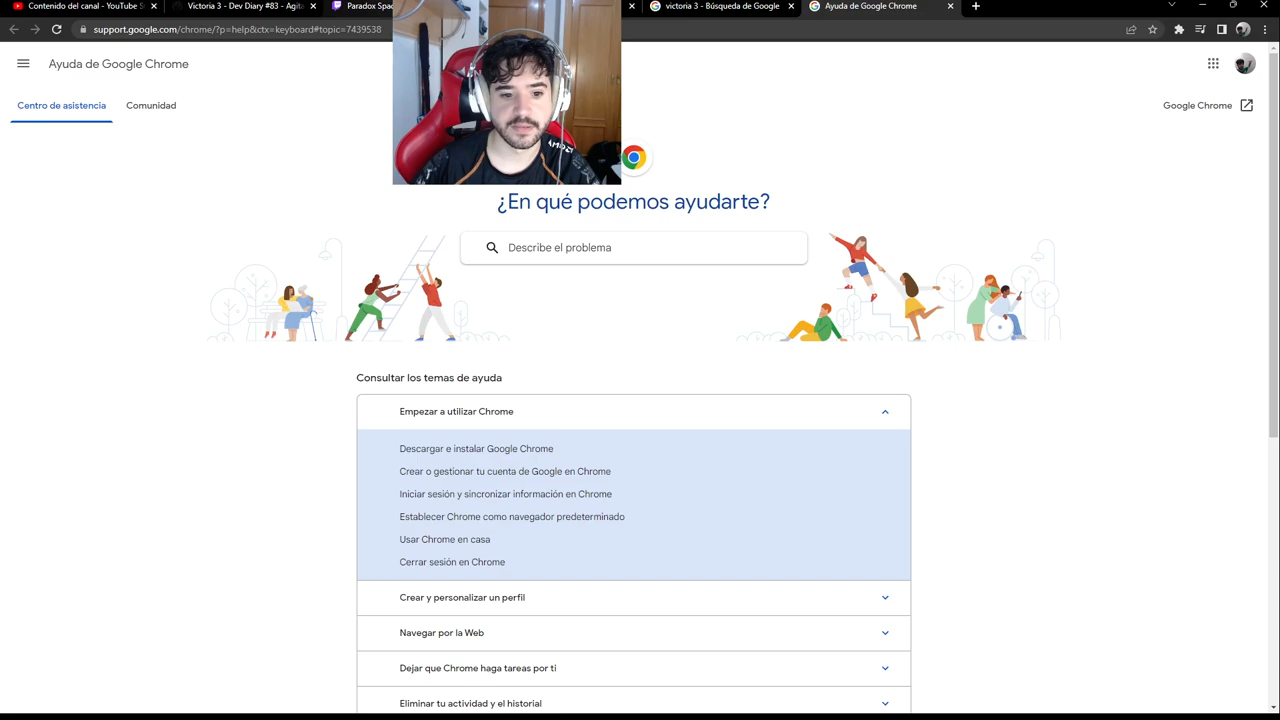 Contenido del canal - YouTube S
Victoria 3 - Dev Diary #83 - Agita
Paradox Spac
victoria 3 - Búsqueda de Google
Ayuda de Google Chrome
support.google.com/chrome/?p=help&ctx=keyboard#topic=7439538
Ayuda de Google Chrome
Centro de asistencia
Comunidad
Google Chrome
AMD
¿En qué podemos ayudarte?
Describe el problema
Consultar los temas de ayuda
Empezar a utilizar Chrome
Descargar e instalar Google Chrome
Crear o gestionar tu cuenta de Google en Chrome
Iniciar sesión y sincronizar información en Chrome
Establecer Chrome como navegador predeterminado
Usar Chrome en casa
Cerrar sesión en Chrome
Crear y personalizar un perfil
Navegar por la Web
Dejar que Chrome haga tareas por ti
Eliminar tu actividad y el historial